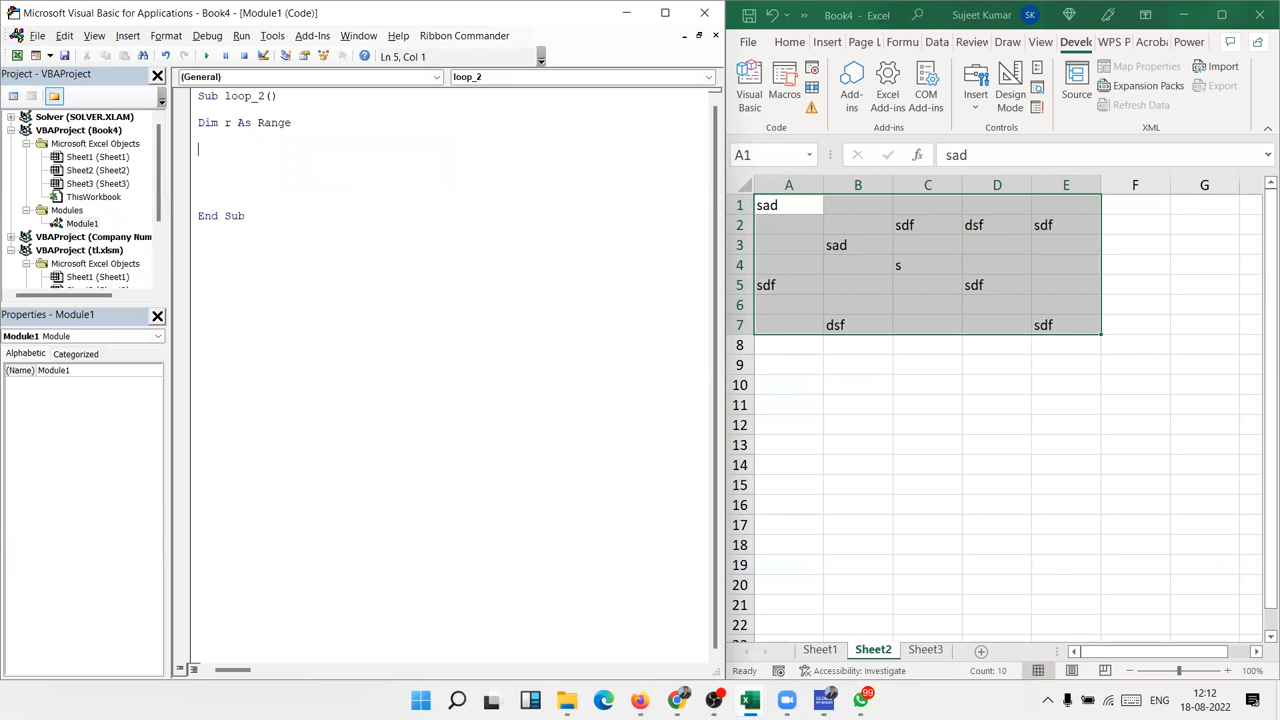 Microsoft Visual Basic for Applications - Book4 - [Module1 (Code)]
File Edit View Insert Format Debug Run Tools Add-Ins Window Help Ribbon Commander
Ln 5, Col 1
Project - VBAProject
Solver (SOLVER.XLAM)
VBAProject (Book4)
Microsoft Excel Objects
Sheet1 (Sheet1)
Sheet2 (Sheet2)
Sheet3 (Sheet3)
ThisWorkbook
Modules
Module1
VBAProject (Company Num
VBAProject (tl.xlsm)
Microsoft Excel Objects
Sheet1 (Sheet1)
Properties - Module1
Module1 Module
Alphabetic Categorized
(Name) Module1
(General) loop_2
Sub loop_2()
Dim r As Range
End Sub
Book4 - Excel Sujeet Kumar SK
File Home Insert Page L Formu Data Review Draw View Devel WPS P Acroba Power
Visual Basic
Macros
Code
Add-ins
Excel Add-ins
COM Add-ins
Add-ins
Insert
Design Mode
Controls
Source
Map Properties
Expansion Packs
Refresh Data
Import
Export
XML
A1 fx sad
A B C D E F G
1 sad
2 sdf dsf sdf
3 sad
4 s
5 sdf sdf
6
7 dsf sdf
8
9
10
11
12
13
14
15
16
17
18
19
20
21
22
Sheet1 Sheet2 Sheet3
Ready Accessibility: Investigate Count: 10 100%
99
ENG
12:12
18-08-2022